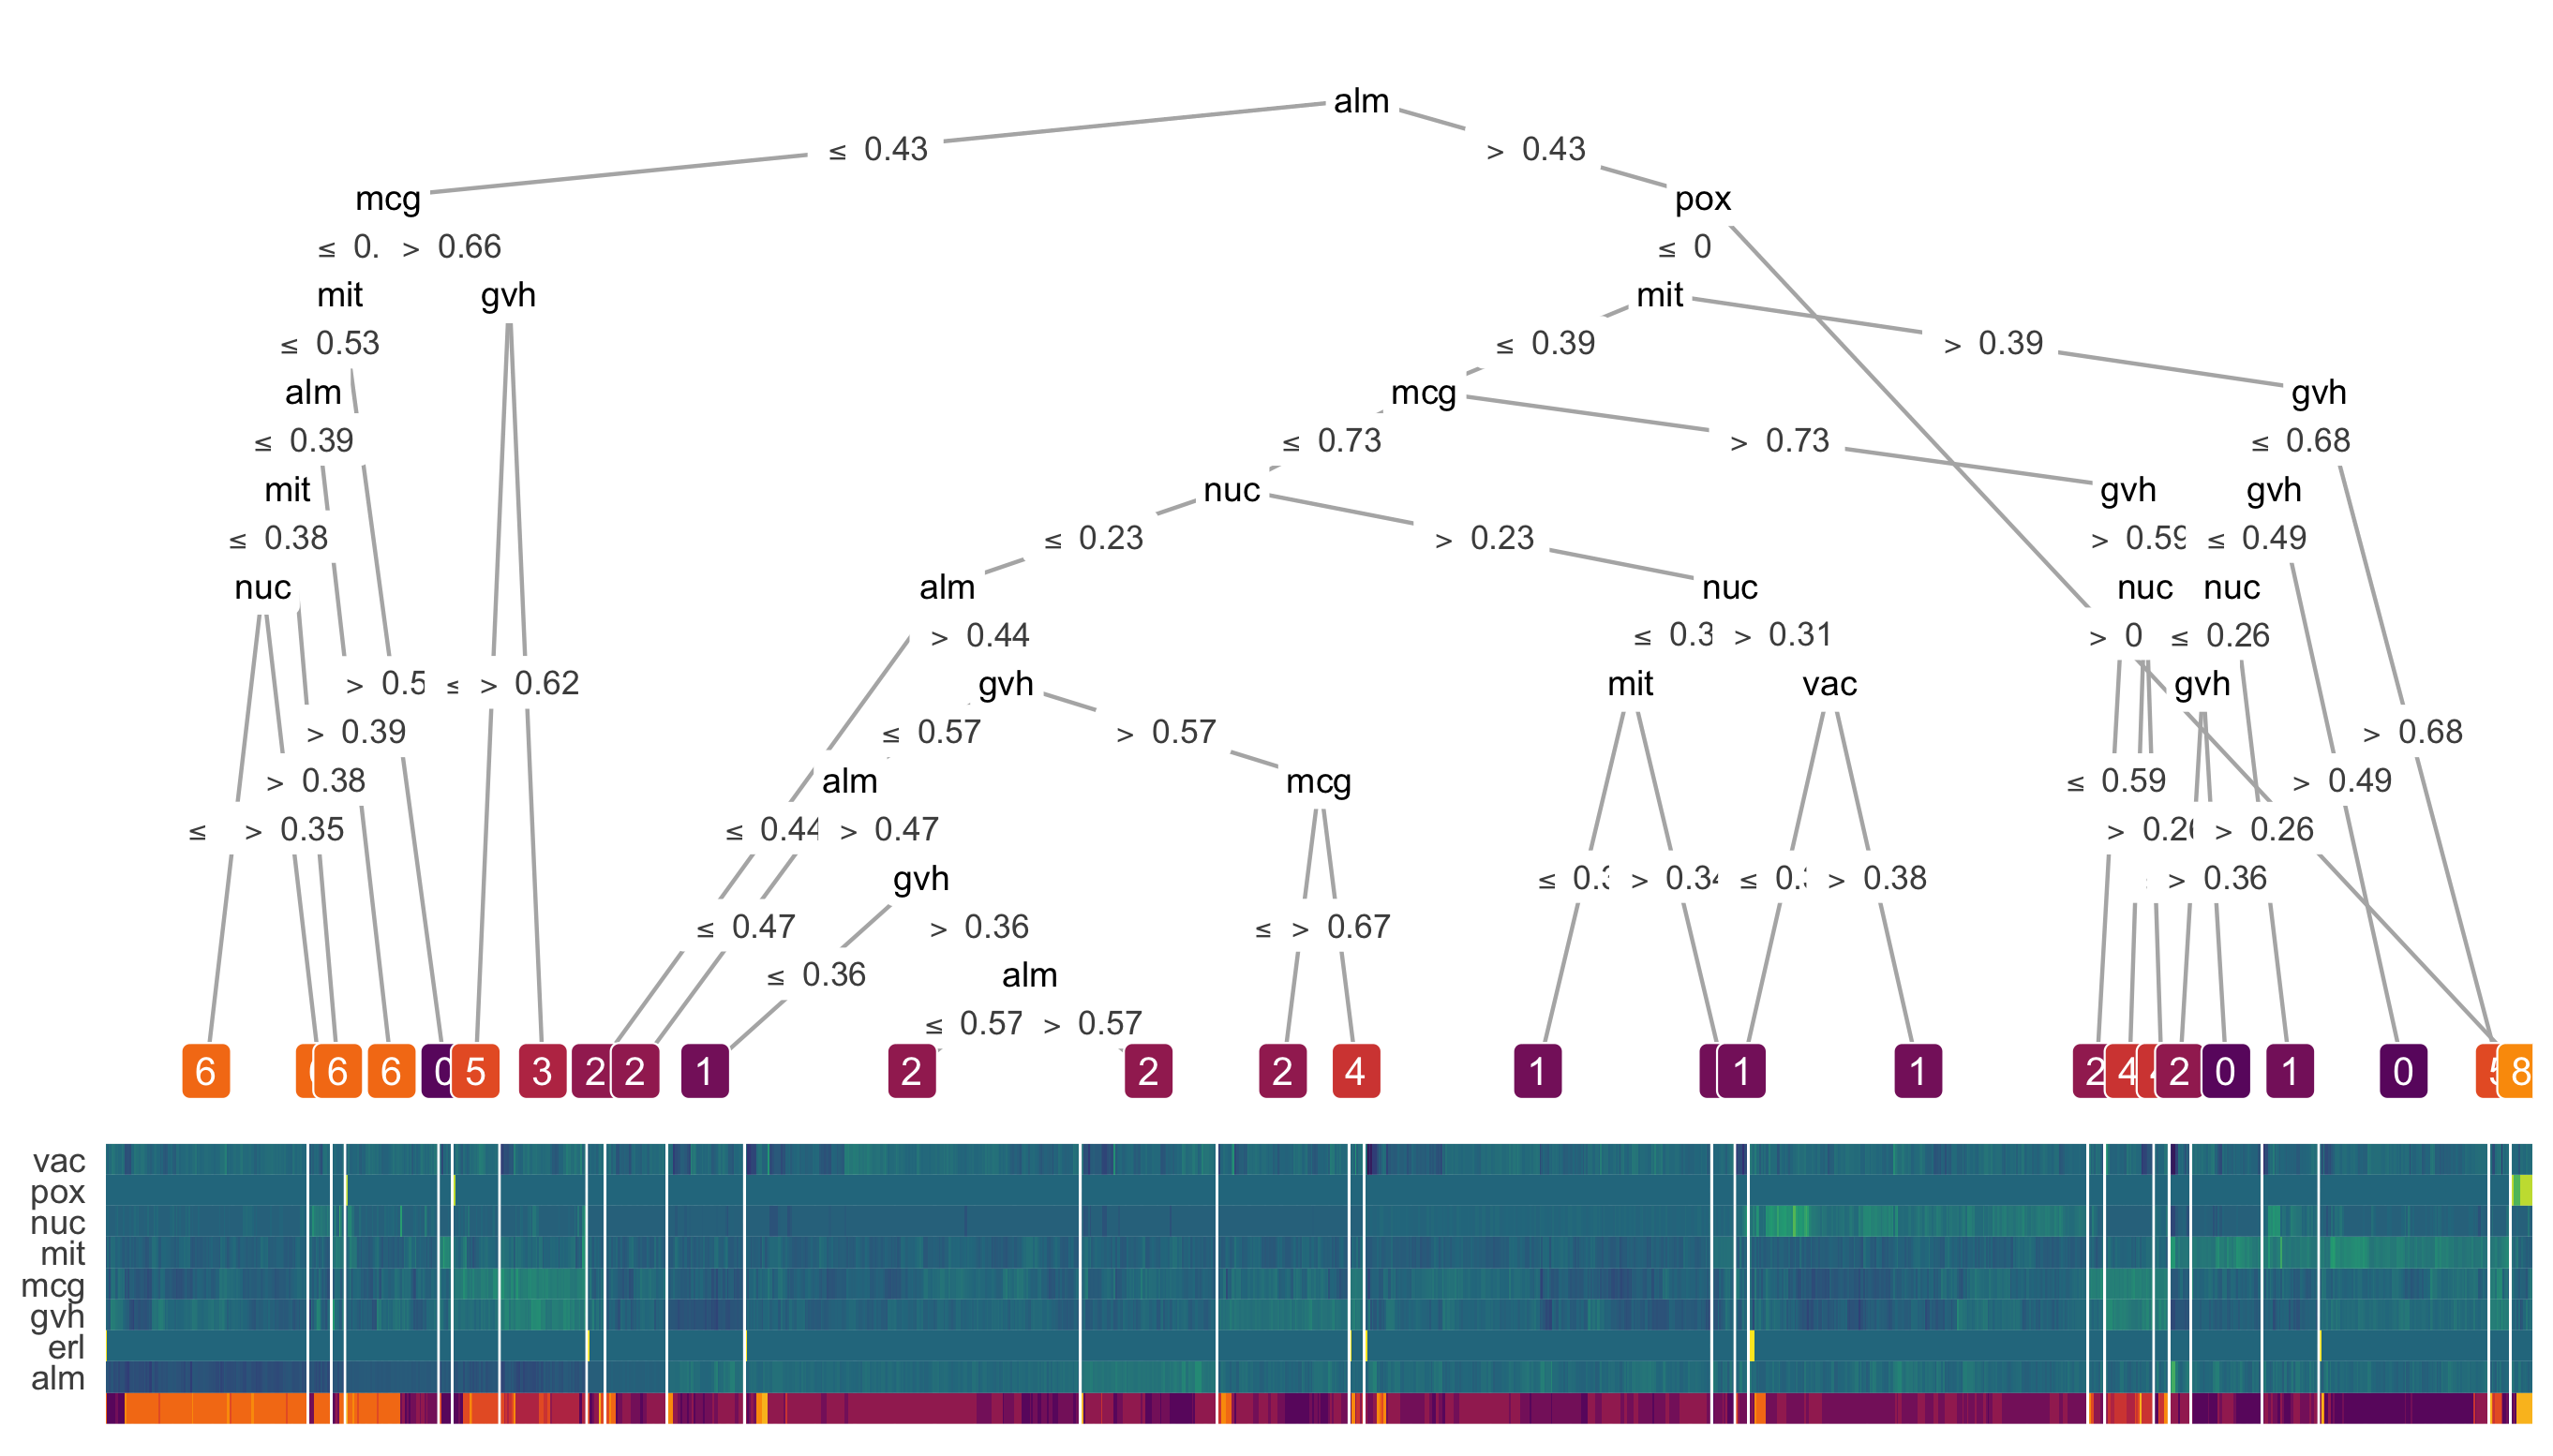 alm
≤ 0.43 > 0.43
mcg pox
≤ 0. > 0.66 ≤ 0
mit gvh mit
≤ 0.53 ≤ 0.39 > 0.39
alm mcg gvh
≤ 0.39 ≤ 0.73 > 0.73 ≤ 0.68
mit nuc gvh gvh
≤ 0.38 ≤ 0.23 > 0.23 > 0.59 ≤ 0.49
nuc alm nuc nuc nuc
> 0.44 ≤ 0.3 > 0.31 > 0 ≤ 0.26
> 0.5 ≤ > 0.62 gvh mit vac gvh
> 0.39 ≤ 0.57 > 0.57 > 0.68
> 0.38 alm mcg ≤ 0.59 > 0.49
≤ > 0.35 ≤ 0.44 > 0.47 > 0.2 > 0.26
gvh ≤ 0. > 0.34 ≤ 0. > 0.38 > 0.36
≤ 0.47 > 0.36 ≤ > 0.67
≤ 0.36 alm
≤ 0.57 > 0.57
6 6 6 0 5 3 2 2 1 2 2 2 4 1 1 1 2 4 2 0 1 0 5 8
vac
pox
nuc
mit
mcg
gvh
erl
alm